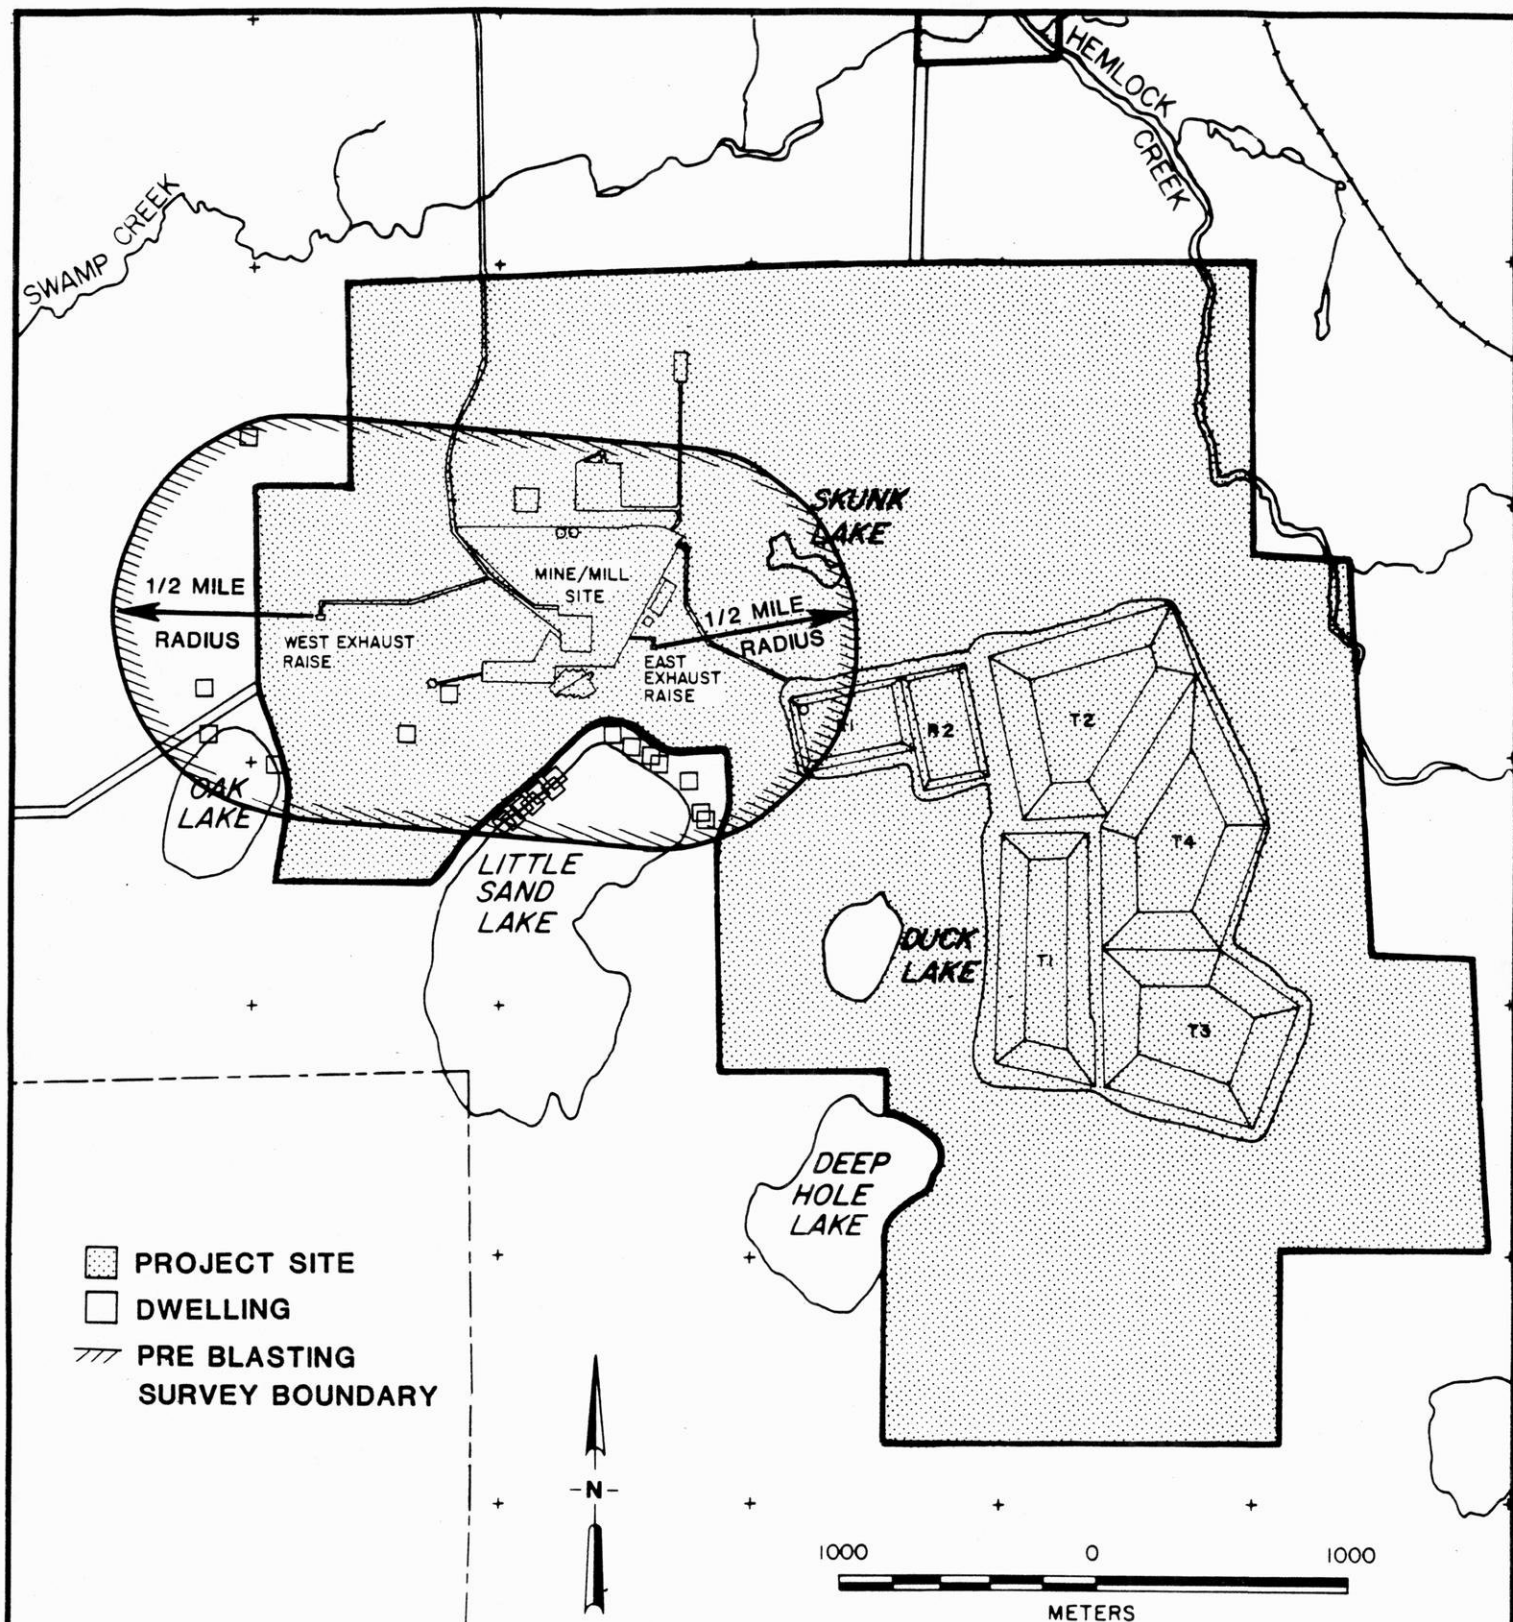 HEMLOCK
CREEK
SWAMP CREEK
SKUNK
LAKE
1/2 MILE
RADIUS
MINE/MILL
SITE
1/2 MILE
RADIUS
WEST EXHAUST
RAISE
EAST
EXHAUST
RAISE
R2
T2
OAK
LAKE
T4
LITTLE
SAND
LAKE
DUCK
LAKE
T1
T3
DEEP
HOLE
LAKE
PROJECT SITE
DWELLING
PRE BLASTING
SURVEY BOUNDARY
-N-
1000 0 1000
METERS